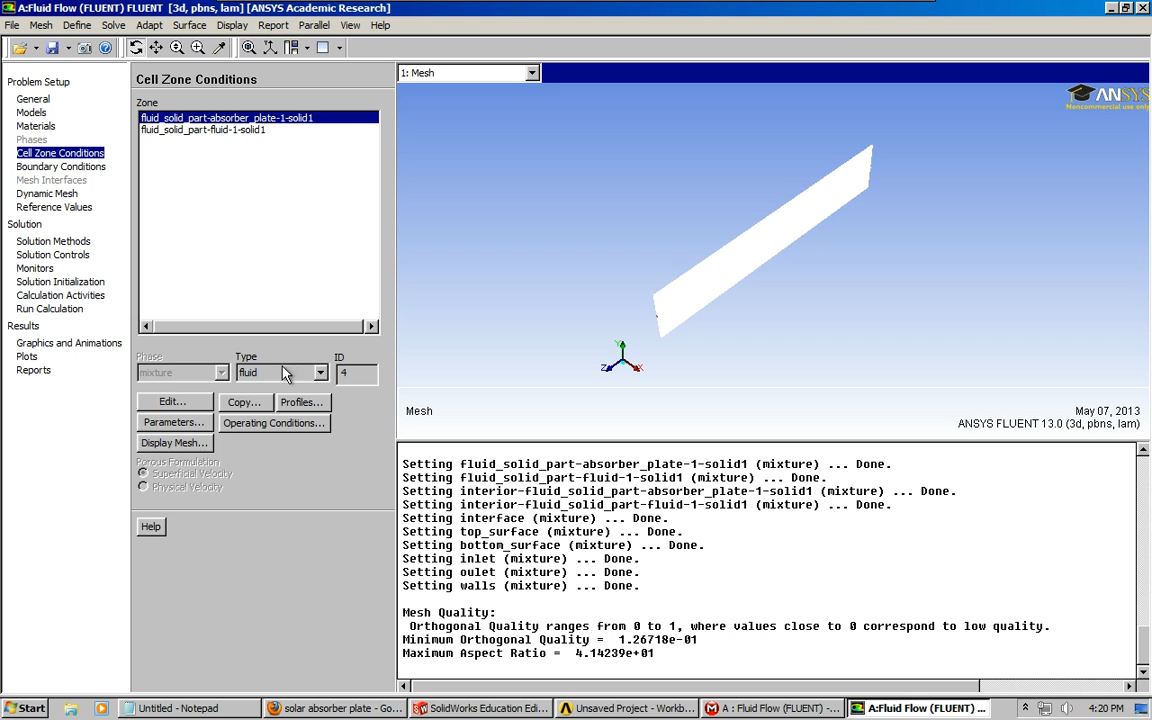 A:Fluid Flow (FLUENT) FLUENT [3d, pbns, lam] [ANSYS Academic Research]
File Mesh Define Solve Adapt Surface Display Report Parallel View Help
Problem Setup
General
Models
Materials
Phases
Cell Zone Conditions
Boundary Conditions
Mesh Interfaces
Dynamic Mesh
Reference Values
Solution
Solution Methods
Solution Controls
Monitors
Solution Initialization
Calculation Activities
Run Calculation
Results
Graphics and Animations
Plots
Reports
Cell Zone Conditions
Zone
fluid_solid_part-absorber_plate-1-solid1
fluid_solid_part-fluid-1-solid1
Phase Type ID
mixture fluid 4
Edit... Copy... Profiles...
Parameters... Operating Conditions...
Display Mesh...
Porous Formulation
Superficial Velocity
Physical Velocity
Help
1: Mesh
ANSYS
Noncommercial use only
Y
Z X
Mesh
May 07, 2013
ANSYS FLUENT 13.0 (3d, pbns, lam)
Setting fluid_solid_part-absorber_plate-1-solid1 (mixture) ... Done.
Setting fluid_solid_part-fluid-1-solid1 (mixture) ... Done.
Setting interior-fluid_solid_part-absorber_plate-1-solid1 (mixture) ... Done.
Setting interior-fluid_solid_part-fluid-1-solid1 (mixture) ... Done.
Setting interface (mixture) ... Done.
Setting top_surface (mixture) ... Done.
Setting bottom_surface (mixture) ... Done.
Setting inlet (mixture) ... Done.
Setting oulet (mixture) ... Done.
Setting walls (mixture) ... Done.
Mesh Quality:
Orthogonal Quality ranges from 0 to 1, where values close to 0 correspond to low quality.
Minimum Orthogonal Quality = 1.26718e-01
Maximum Aspect Ratio = 4.14239e+01
Start Untitled - Notepad solar absorber plate - Go... SolidWorks Education Edi... Unsaved Project - Workb... A : Fluid Flow (FLUENT) -... A:Fluid Flow (FLUENT) ... 4:20 PM